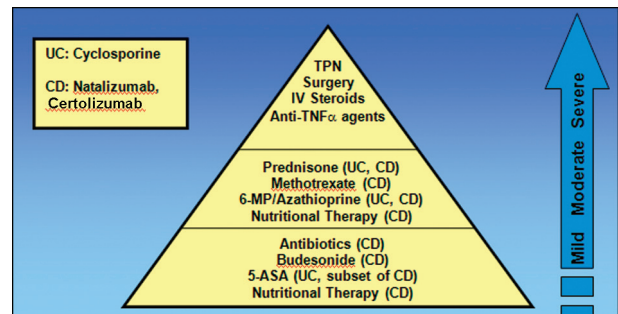 UC: Cyclosporine
CD: Natalizumab,
Certolizumab
TPN
Surgery
IV Steroids
Anti-TNFα agents
Prednisone (UC, CD)
Methotrexate (CD)
6-MP/Azathioprine (UC, CD)
Nutritional Therapy (CD)
Antibiotics (CD)
Budesonide (CD)
5-ASA (UC, subset of CD)
Nutritional Therapy (CD)
Mild Moderate Severe